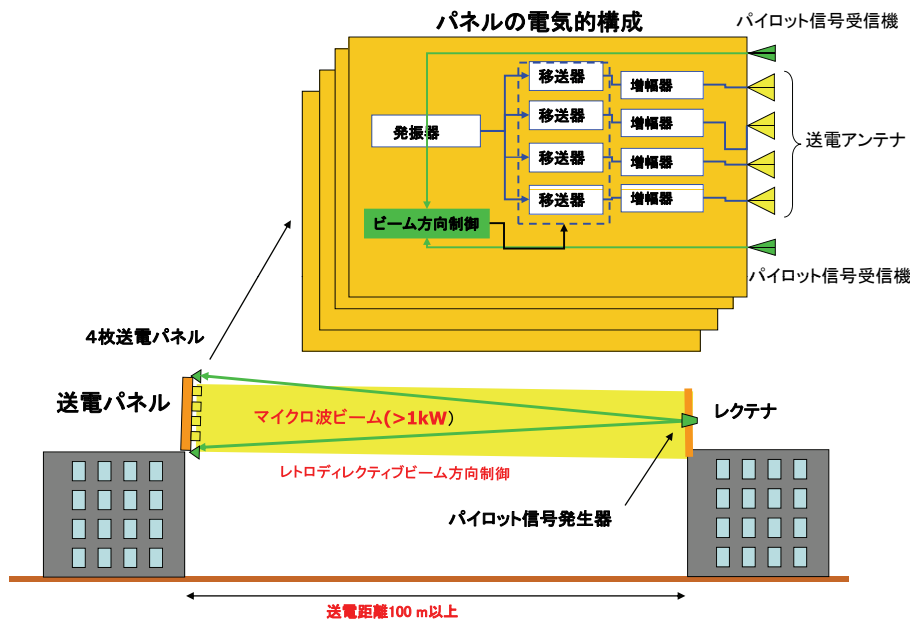 パネルの電気的構成
パイロット信号受信機
移送器
増幅器
移送器
増幅器
発振器
送電アンテナ
移送器
増幅器
移送器
増幅器
ビーム方向制御
パイロット信号受信機
4枚送電パネル
送電パネル
マイクロ波ビーム(>1kW)
レクテナ
レトロディレクティブビーム方向制御
パイロット信号発生器
送電距離100 m以上